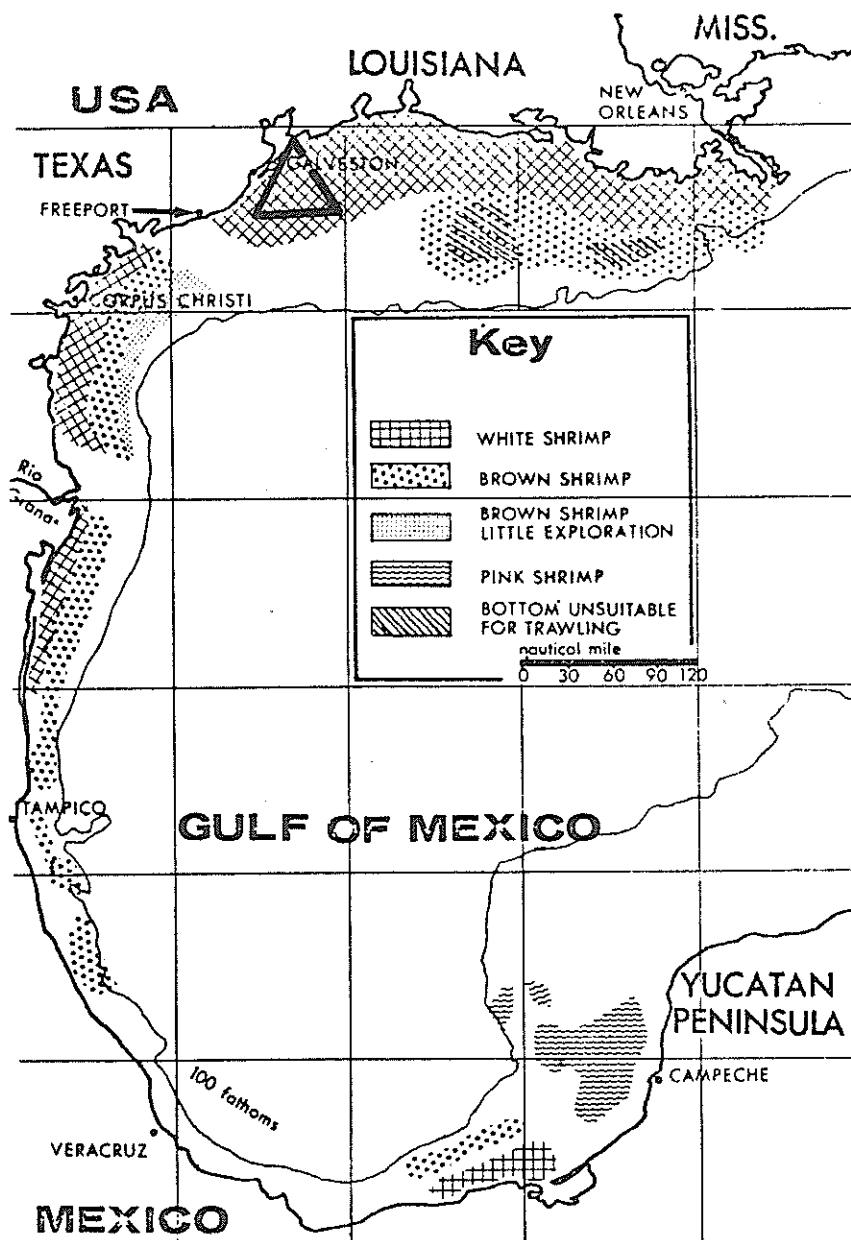 MISS.
LOUISIANA
USA
NEW
ORLEANS
TEXAS
GALVESTON
FREEPORT
CORPUS CHRISTI
Key
WHITE SHRIMP
BROWN SHRIMP
BROWN SHRIMP
LITTLE EXPLORATION
PINK SHRIMP
BOTTOM UNSUITABLE
FOR TRAWLING
nautical mile
0 30 60 90 120
Rio
TAMPICO
GULF OF MEXICO
YUCATAN
PENINSULA
CAMPECHE
100 fathoms
VERACRUZ
MEXICO